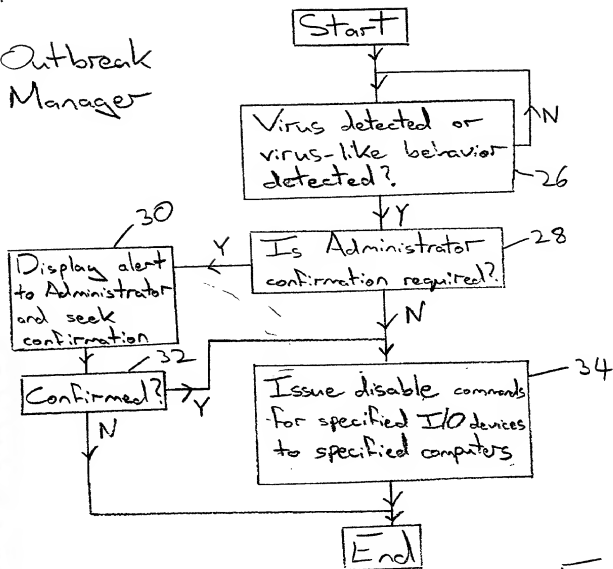 Outbreak
Manager
Start
N
Virus detected or
virus-like behavior
detected?
26
Y
Is Administrator
confirmation required?
28
Y
30
Display alert
to Administrator
and seek
confirmation
N
32
Confirmed?
Y
N
34
Issue disable commands
for specified I/O devices
to specified computers
End